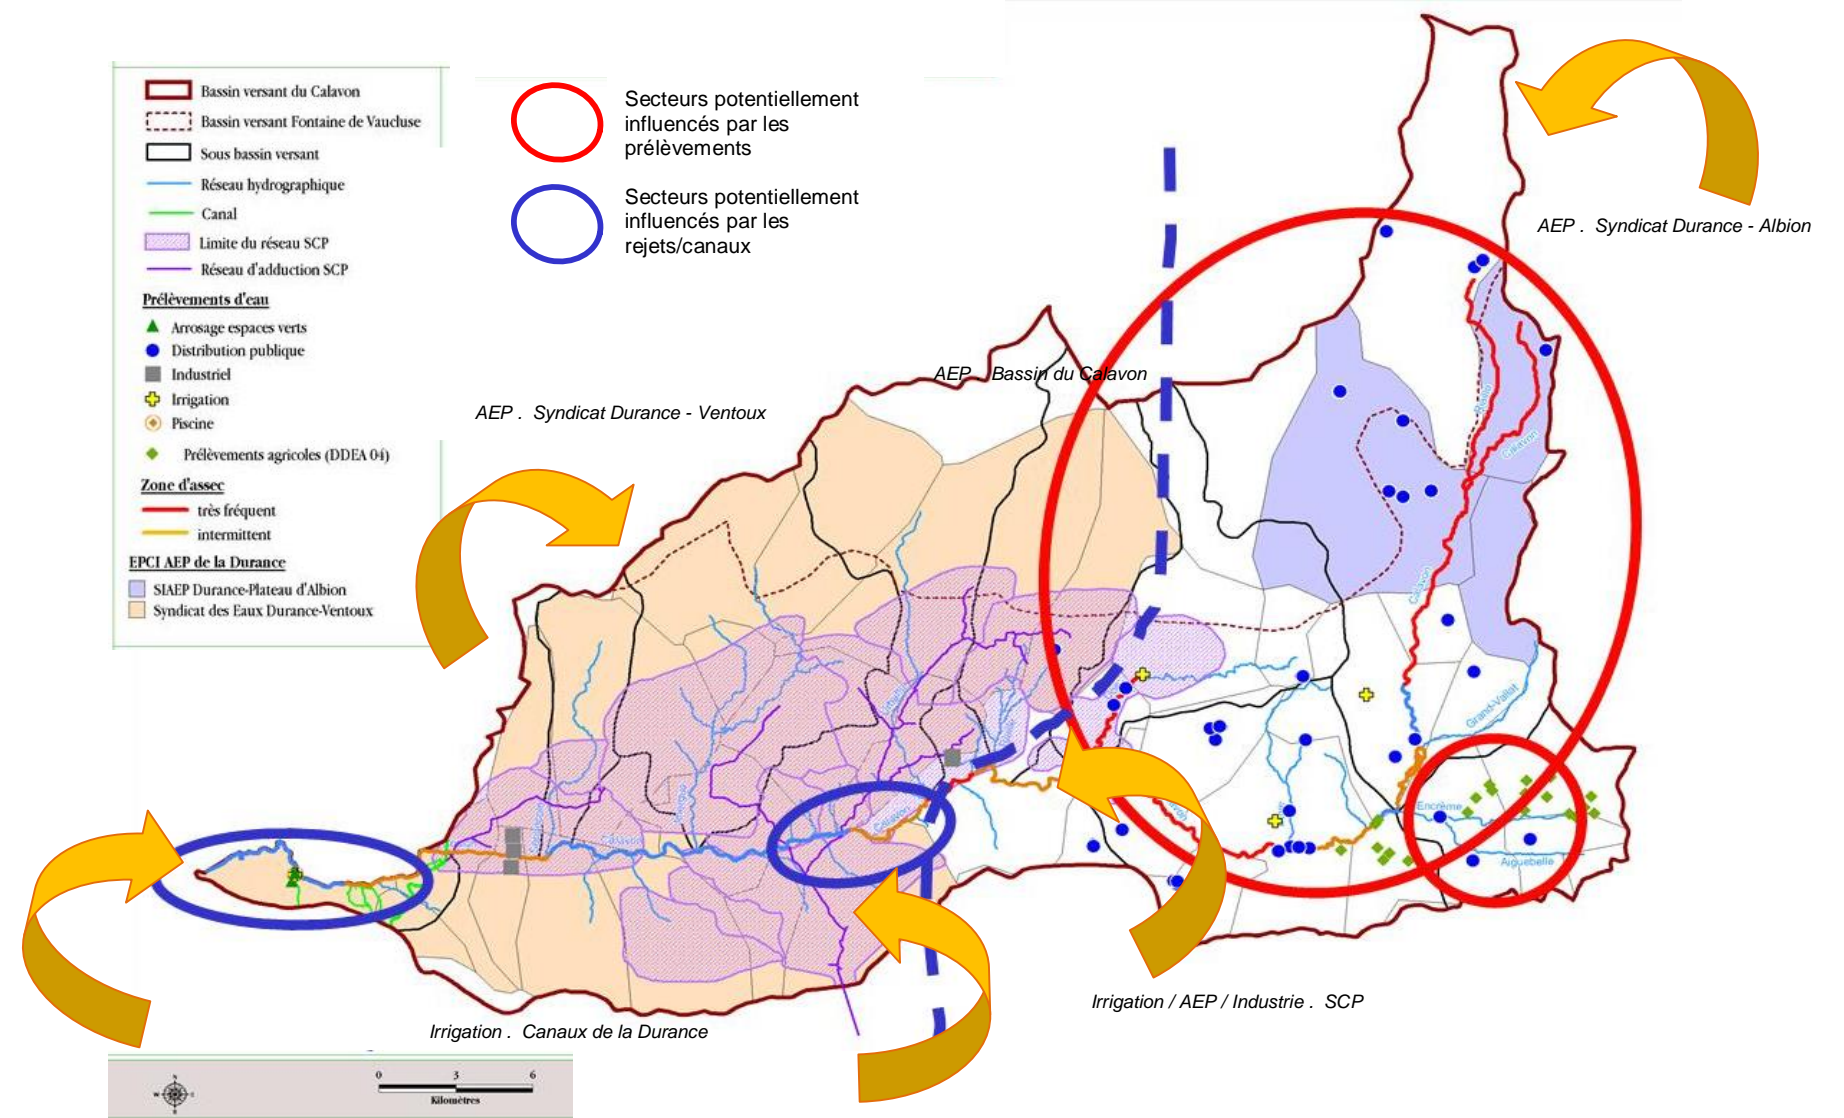 Bassin versant du Calavon
Bassin versant Fontaine de Vaucluse
Sous bassin versant
Réseau hydrographique
Canal
Limite du réseau SCP
Réseau d'adduction SCP
Prélèvements d'eau
Arrosage espaces verts
Distribution publique
Industriel
Irrigation
Piscine
Prélèvements agricoles (DDEA 04)
Zone d'assec
très fréquent
intermittent
EPCI AEP de la Durance
SIAEP Durance-Plateau d'Albion
Syndicat des Eaux Durance-Ventoux
Secteurs potentiellement
influencés par les
prélèvements
Secteurs potentiellement
influencés par les
rejets/canaux
AEP . Syndicat Durance - Albion
AEP . Bassin du Calavon
AEP . Syndicat Durance - Ventoux
Calavon
Calavon
Grand-Vallat
Encrème
Aiguebelle
Calavon
Calavon
Irrigation / AEP / Industrie . SCP
Irrigation . Canaux de la Durance
N
W
E
S
0 3 6
Kilomètres